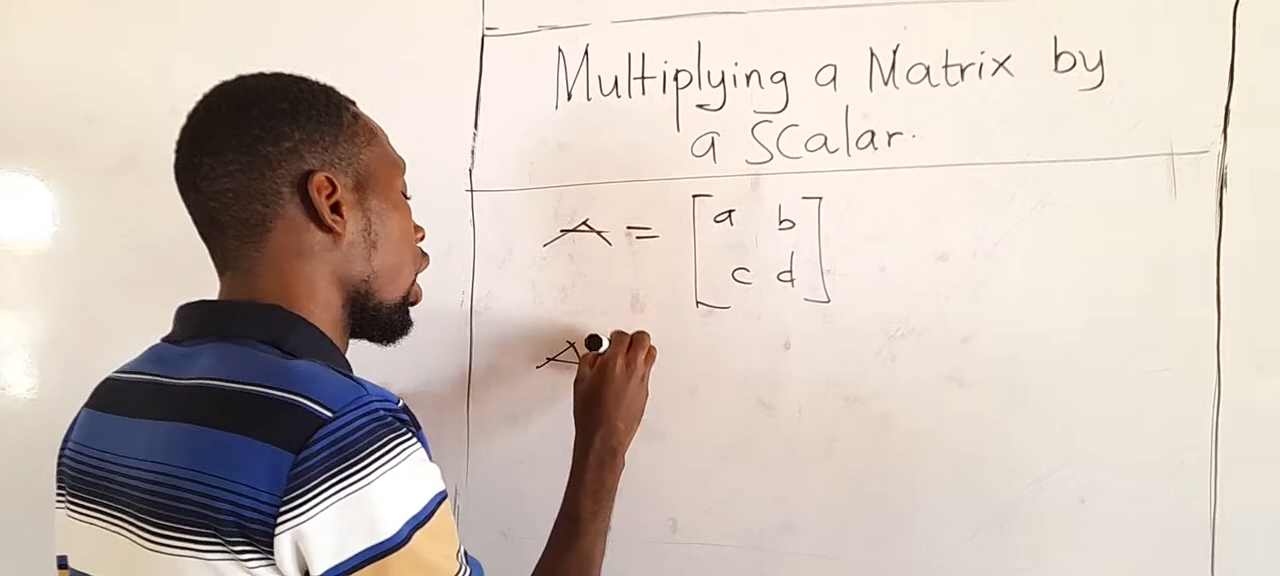 Multiplying a Matrix by
a Scalar.
A = [a b
c d]
A